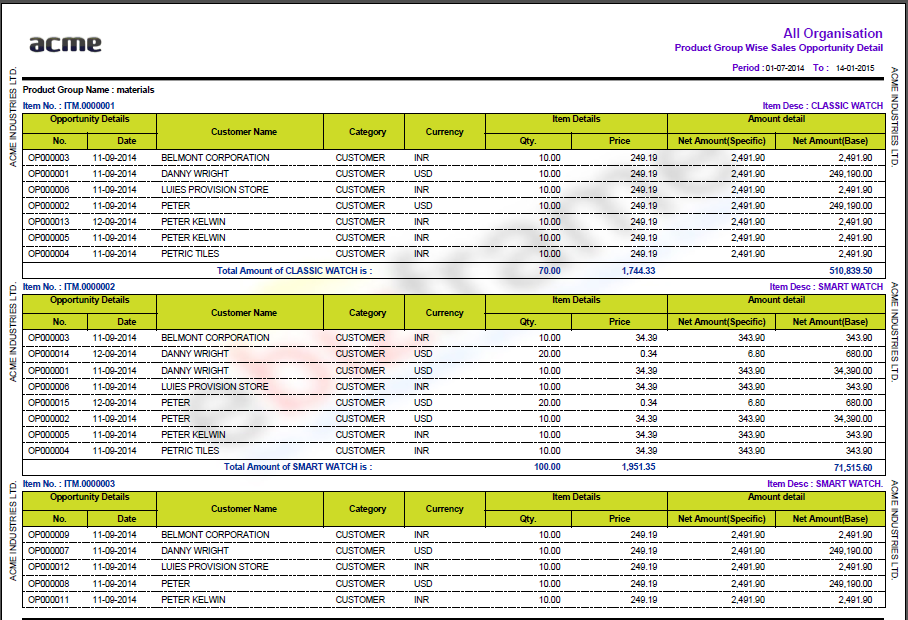 acme
All Organisation
Product Group Wise Sales Opportunity Detail
Period : 01-07-2014 To : 14-01-2015
ACME INDUSTRIES LTD.
ACME INDUSTRIES LTD.
Product Group Name : materials
Item No. : ITM.0000001 Item Desc : CLASSIC WATCH
Opportunity Details Customer Name Category Currency Item Details Amount detail
No. Date Qty. Price Net Amount(Specific) Net Amount(Base)
OP000003 11-09-2014 BELMONT CORPORATION CUSTOMER INR 10.00 249.19 2,491.90 2,491.90
OP000001 11-09-2014 DANNY WRIGHT CUSTOMER USD 10.00 249.19 2,491.90 249,190.00
OP000006 11-09-2014 LUIES PROVISION STORE CUSTOMER INR 10.00 249.19 2,491.90 2,491.90
OP000002 11-09-2014 PETER CUSTOMER USD 10.00 249.19 2,491.90 249,190.00
OP000013 12-09-2014 PETER KELWIN CUSTOMER INR 10.00 249.19 2,491.90 2,491.90
OP000005 11-09-2014 PETER KELWIN CUSTOMER INR 10.00 249.19 2,491.90 2,491.90
OP000004 11-09-2014 PETRIC TILES CUSTOMER INR 10.00 249.19 2,491.90 2,491.90
Total Amount of CLASSIC WATCH is : 70.00 1,744.33 510,839.50
ACME INDUSTRIES LTD.
ACME INDUSTRIES LTD.
Item No. : ITM.0000002 Item Desc : SMART WATCH
Opportunity Details Customer Name Category Currency Item Details Amount detail
No. Date Qty. Price Net Amount(Specific) Net Amount(Base)
OP000003 11-09-2014 BELMONT CORPORATION CUSTOMER INR 10.00 34.39 343.90 343.90
OP000014 12-09-2014 DANNY WRIGHT CUSTOMER USD 20.00 0.34 6.80 680.00
OP000001 11-09-2014 DANNY WRIGHT CUSTOMER USD 10.00 34.39 343.90 34,390.00
OP000006 11-09-2014 LUIES PROVISION STORE CUSTOMER INR 10.00 34.39 343.90 343.90
OP000015 12-09-2014 PETER CUSTOMER USD 20.00 0.34 6.80 680.00
OP000002 11-09-2014 PETER CUSTOMER USD 10.00 34.39 343.90 34,390.00
OP000005 11-09-2014 PETER KELWIN CUSTOMER INR 10.00 34.39 343.90 343.90
OP000004 11-09-2014 PETRIC TILES CUSTOMER INR 10.00 34.39 343.90 343.90
Total Amount of SMART WATCH is : 100.00 1,951.35 71,515.60
ACME INDUSTRIES LTD.
ACME INDUSTRIES LTD.
Item No. : ITM.0000003 Item Desc : SMART WATCH.
Opportunity Details Customer Name Category Currency Item Details Amount detail
No. Date Qty. Price Net Amount(Specific) Net Amount(Base)
OP000009 11-09-2014 BELMONT CORPORATION CUSTOMER INR 10.00 249.19 2,491.90 2,491.90
OP000007 11-09-2014 DANNY WRIGHT CUSTOMER USD 10.00 249.19 2,491.90 249,190.00
OP000012 11-09-2014 LUIES PROVISION STORE CUSTOMER INR 10.00 249.19 2,491.90 2,491.90
OP000008 11-09-2014 PETER CUSTOMER USD 10.00 249.19 2,491.90 249,190.00
OP000011 11-09-2014 PETER KELWIN CUSTOMER INR 10.00 249.19 2,491.90 2,491.90